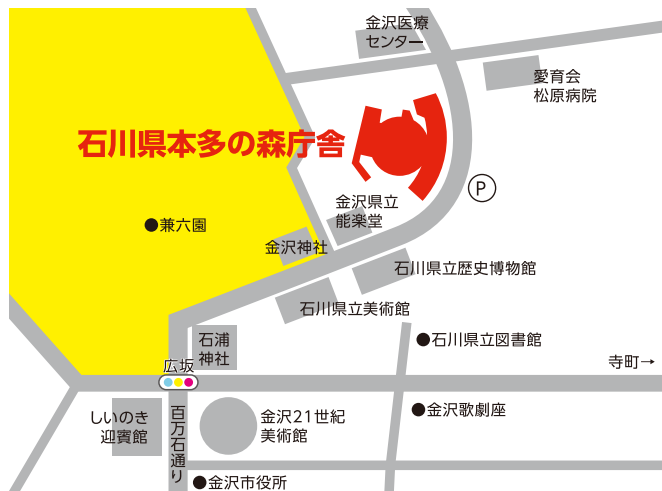 金沢医療
センター
愛育会
松原病院
石川県本多の森庁舎
P
金沢県立
能楽堂
●兼六園
金沢神社
石川県立歴史博物館
石川県立美術館
石浦
神社
●石川県立図書館
広坂
寺町→
しいのき
迎賓館
百万石通り
金沢21世紀
美術館
●金沢歌劇座
●金沢市役所